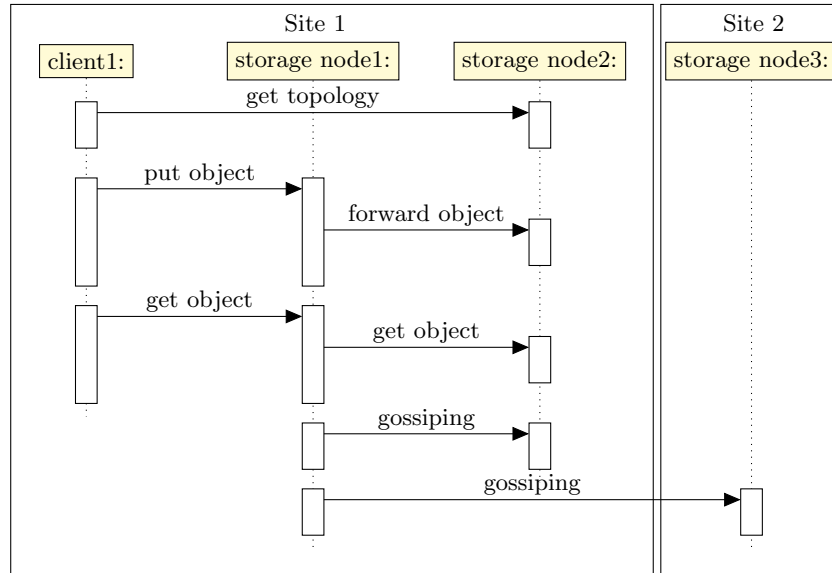 Site 1
Site 2
client1:
storage node1:
storage node2:
storage node3:
get topology
put object
forward object
get object
get object
gossiping
gossiping